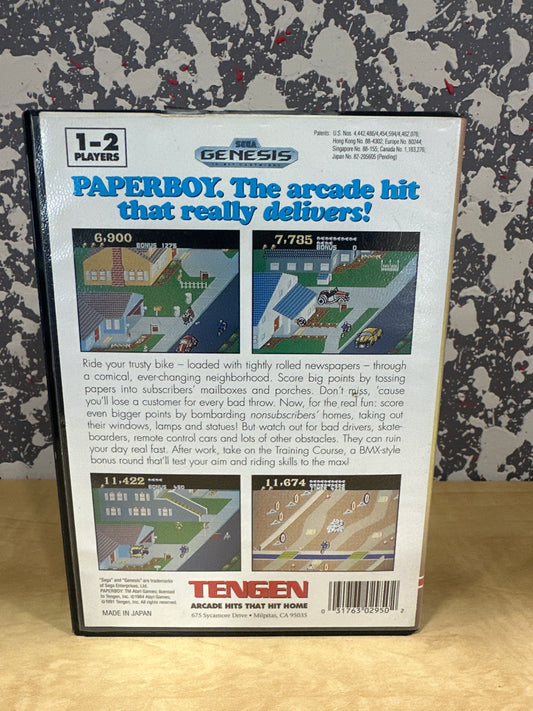 1-2
PLAYERS
SEGA
GENESIS
Patents: U.S. Nos. 4,442,486/4,454,594/4,462,076;
Hong Kong No. 88-4302; Europe No. 80244;
Singapore No. 88-155; Canada No. 1,183,276;
Japan No. 82-205605 (Pending)
PAPERBOY. The arcade hit
that really delivers!
6,900
BONUS 1275
7,735
BONUS 0
Ride your trusty bike – loaded with tightly rolled newspapers – through
a comical, ever-changing neighborhood. Score big points by tossing
papers into subscribers' mailboxes and porches. Don't miss, 'cause
you'll lose a customer for every bad throw. Now, for the real fun: score
even bigger points by bombarding nonsubscribers' homes, taking out
their windows, lamps and statues! But watch out for bad drivers, skate-
boarders, remote control cars and lots of other obstacles. They can ruin
your day real fast. After work, take on the Training Course, a BMX-style
bonus round that'll test your aim and riding skills to the max!
11,422
BONUS
11,674
"Sega" and "Genesis" are trademarks
of Sega Enterprises, Ltd.
PAPERBOY: TM Atari Games; licensed
to Tengen, Inc. ©1984 Atari Games;
©1991 Tengen, Inc. All rights reserved.
MADE IN JAPAN
TENGEN
ARCADE HITS THAT HIT HOME
675 Sycamore Drive • Milpitas, CA 95035
0 31763 02950 2